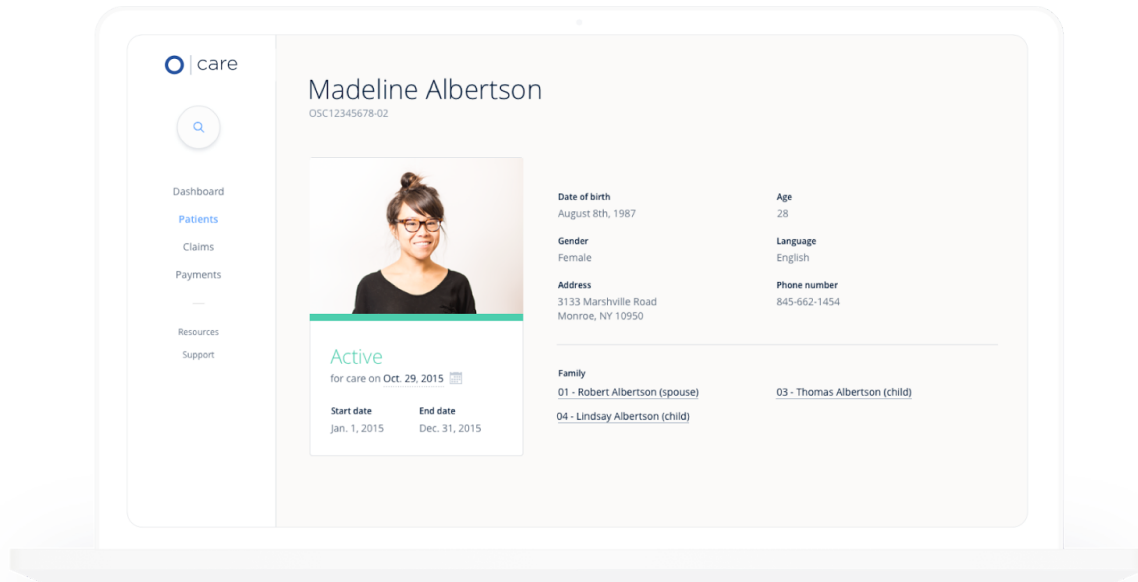 care
Madeline Albertson
OSC12345678-02
Dashboard
Patients
Claims
Payments
Resources
Support
Active
for care on Oct. 29, 2015
Start date End date
Jan. 1, 2015 Dec. 31, 2015
Date of birth Age
August 8th, 1987 28
Gender Language
Female English
Address Phone number
3133 Marshville Road 845-662-1454
Monroe, NY 10950
Family
01 - Robert Albertson (spouse) 03 - Thomas Albertson (child)
04 - Lindsay Albertson (child)